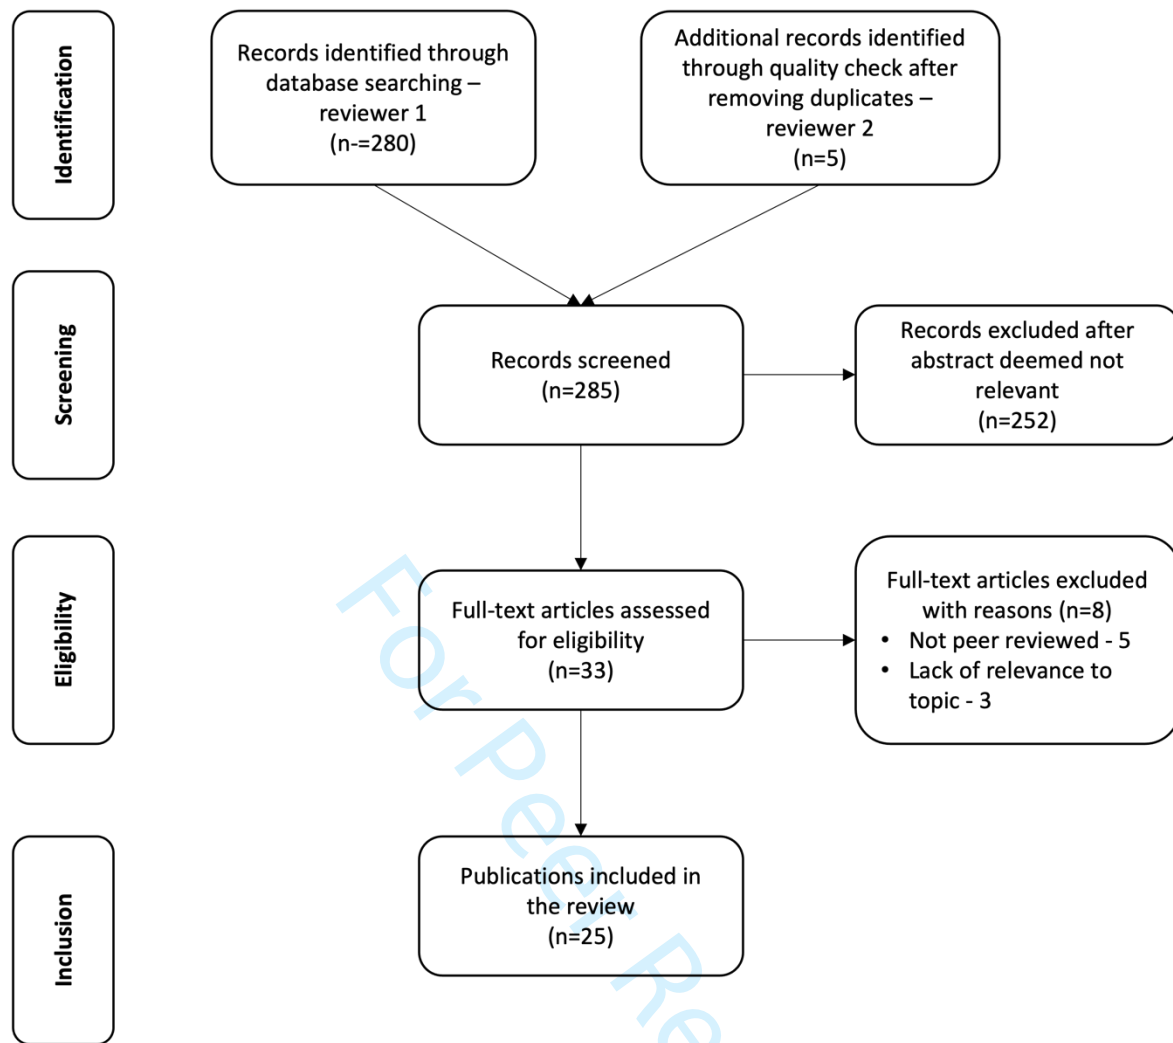 Identification
Records identified through
database searching –
reviewer 1
(n-=280)
Additional records identified
through quality check after
removing duplicates –
reviewer 2
(n=5)
Screening
Records screened
(n=285)
Records excluded after
abstract deemed not
relevant
(n=252)
Eligibility
Full-text articles assessed
for eligibility
(n=33)
Full-text articles excluded
with reasons (n=8)
• Not peer reviewed - 5
• Lack of relevance to
topic - 3
Inclusion
Publications included in
the review
(n=25)
For Peer Re